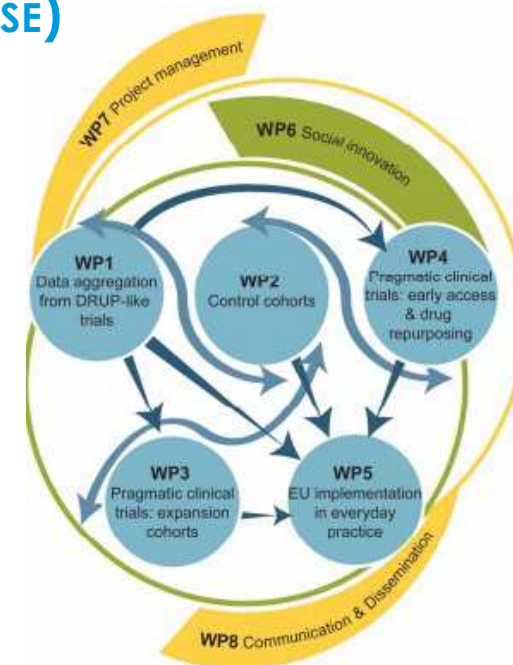 SE)
WP7 Project management
WP6 Social innovation
WP1
Data aggregation
from DRUP-like
trials
WP2
Control cohorts
WP4
Pragmatic clinical
trials: early access
& drug
repurposing
WP3
Pragmatic clinical
trials: expansion
cohorts
WP5
EU implementation
in everyday
practice
WP8 Communication & Dissemination